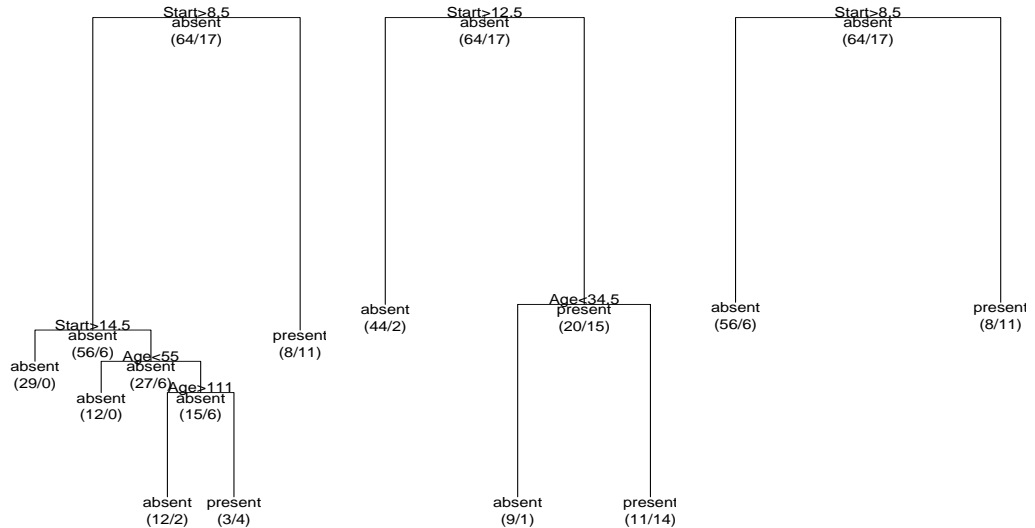 Start>8.5
absent
(64/17)
Start>14.5
absent
(56/6)
present
(8/11)
absent
(29/0)
Age<55
absent
(27/6)
absent
(12/0)
Age>111
absent
(15/6)
absent
(12/2)
present
(3/4)
Start>12.5
absent
(64/17)
absent
(44/2)
Age<34.5
present
(20/15)
absent
(9/1)
present
(11/14)
Start>8.5
absent
(64/17)
absent
(56/6)
present
(8/11)